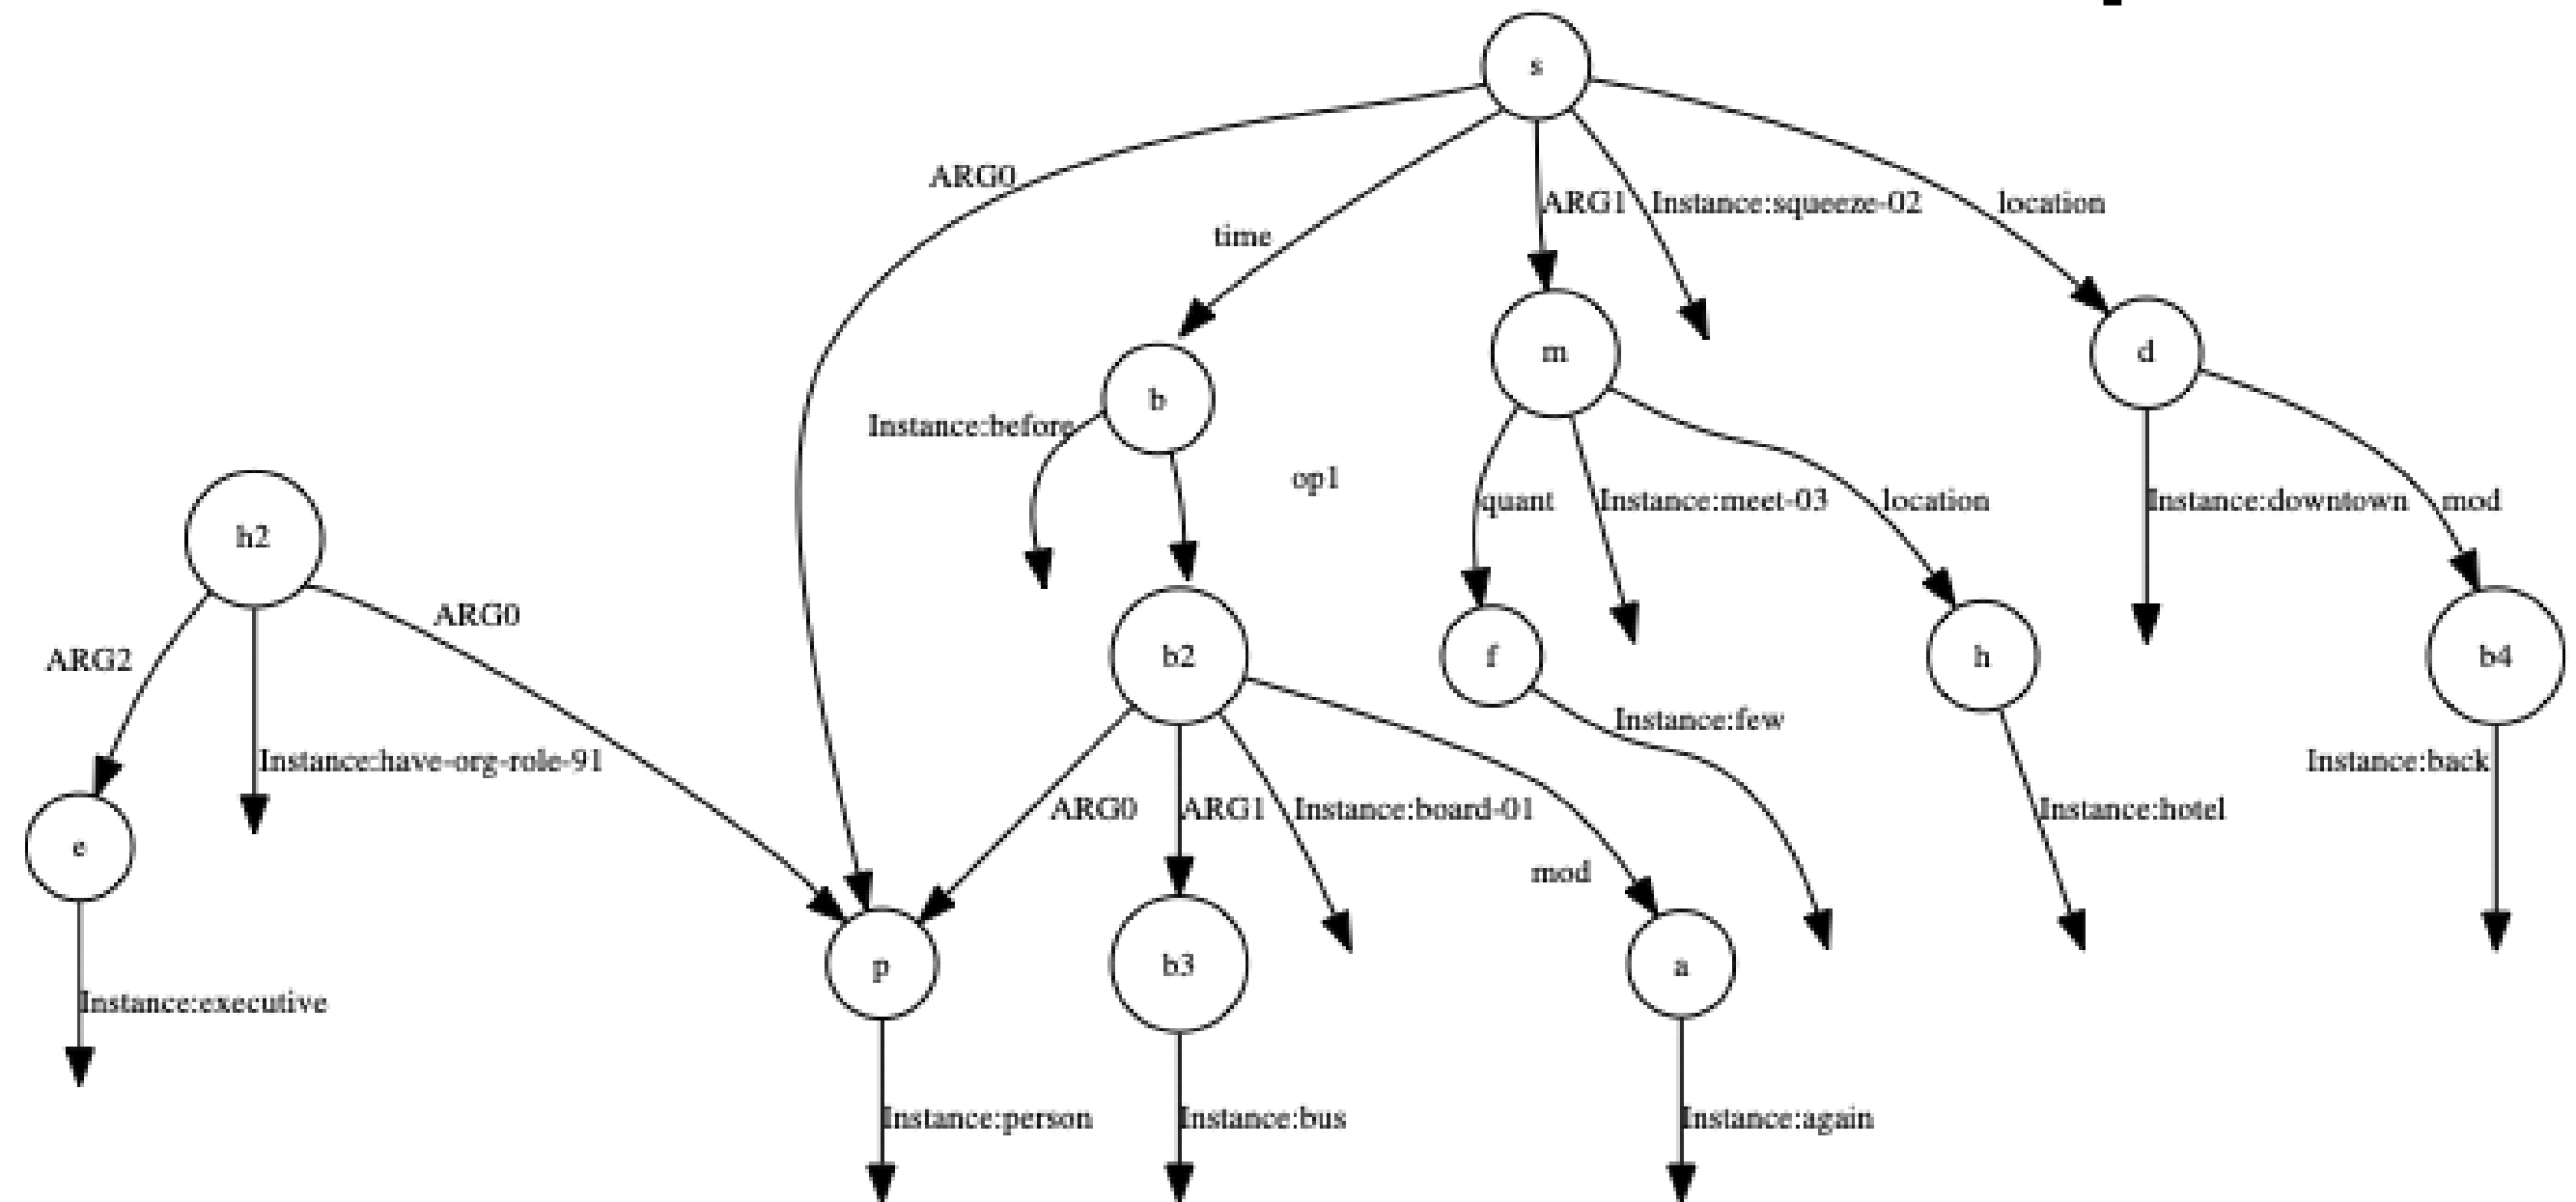 s
ARG0
ARG1 Instance:squeeze-02 location
time
m d
b
Instance:before
op1
quant Instance:meet-03 location Instance:downtown mod
h2
ARG0
ARG2 b2 f h b4
Instance:few
Instance:have-org-role-91 Instance:back
ARG0 ARG1 Instance:board-01 Instance:hotel
e
mod
p b3 a
Instance:executive
Instance:person Instance:bus Instance:again